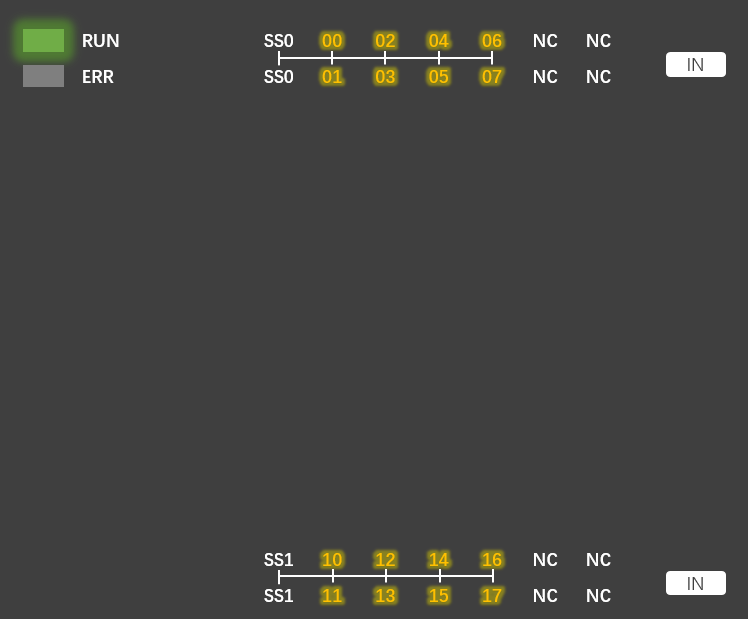 RUN SS0 00 02 04 06 NC NC
IN
ERR SS0 01 03 05 07 NC NC
SS1 10 12 14 16 NC NC
IN
SS1 11 13 15 17 NC NC